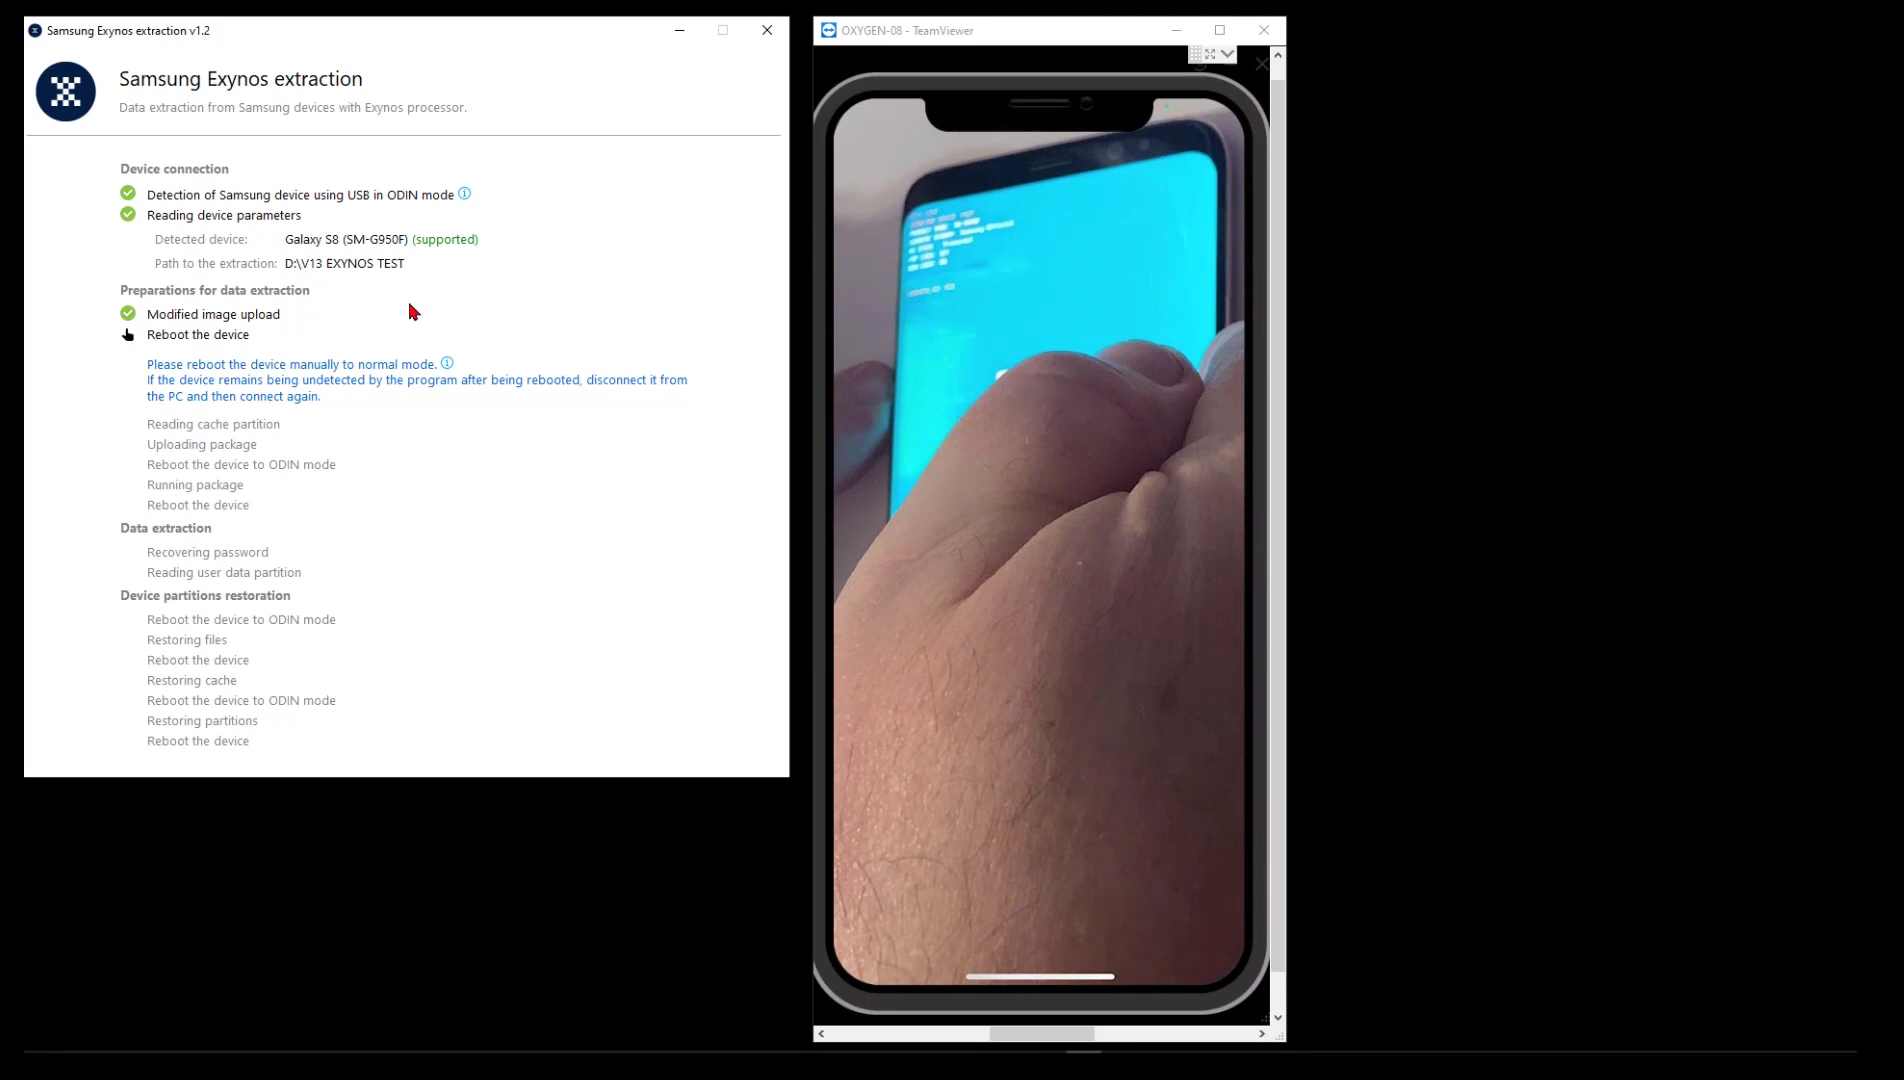 Samsung Exynos extraction v1.2
Samsung Exynos extraction
Data extraction from Samsung devices with Exynos processor.
Device connection
Detection of Samsung device using USB in ODIN mode
Reading device parameters
Detected device: Galaxy S8 (SM-G950F) (supported)
Path to the extraction: D:\V13 EXYNOS TEST
Preparations for data extraction
Modified image upload
Reboot the device
Please reboot the device manually to normal mode.
If the device remains being undetected by the program after being rebooted, disconnect it from
the PC and then connect again.
Reading cache partition
Uploading package
Reboot the device to ODIN mode
Running package
Reboot the device
Data extraction
Recovering password
Reading user data partition
Device partitions restoration
Reboot the device to ODIN mode
Restoring files
Reboot the device
Restoring cache
Reboot the device to ODIN mode
Restoring partitions
Reboot the device
OXYGEN-08 - TeamViewer